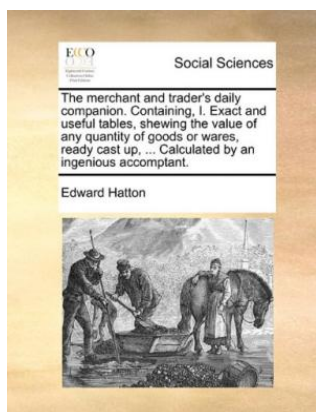 ECCO
Social Sciences
The merchant and trader's daily
companion. Containing, I. Exact and
useful tables, shewing the value of
any quantity of goods or wares,
ready cast up, ... Calculated by an
ingenious accomptant.
Edward Hatton